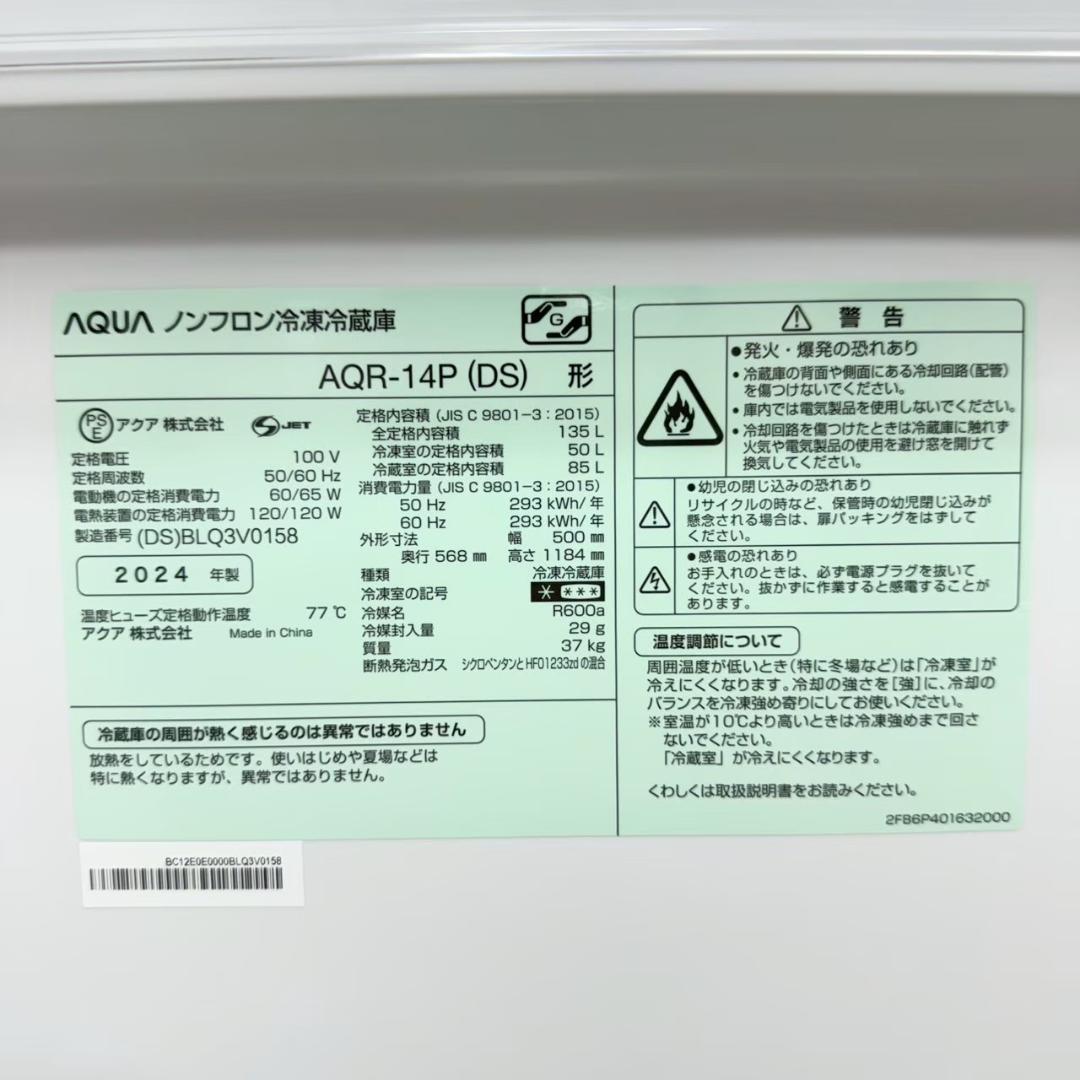 AQUA ノンフロン冷凍冷蔵庫
G
AQR-14P (DS) 形
PS E アクア 株式会社 S JET
定格電圧 100 V
定格周波数 50/60 Hz
電動機の定格消費電力 60/65 W
電熱装置の定格消費電力 120/120 W
製造番号 (DS)BLQ3V0158
2024 年製
温度ヒューズ定格動作温度 77 ℃
アクア 株式会社 Made in China
定格内容積 (JIS C 9801-3 : 2015)
全定格内容積 135 L
冷凍室の定格内容積 50 L
冷蔵室の定格内容積 85 L
消費電力量 (JIS C 9801-3 : 2015)
50 Hz 293 kWh/年
60 Hz 293 kWh/年
外形寸法 幅 500 ㎜
奥行 568 ㎜ 高さ 1184 ㎜
種類 冷凍冷蔵庫
冷凍室の記号 * ***
冷媒名 R600a
冷媒封入量 29 g
質量 37 kg
断熱発泡ガス シクロペンタンとHFO1233zdの混合
冷蔵庫の周囲が熱く感じるのは異常ではありません
放熱をしているためです。使いはじめや夏場などは
特に熱くなりますが、異常ではありません。
警告
●発火・爆発の恐れあり
・冷蔵庫の背面や側面にある冷却回路(配管)
を傷つけないでください。
・庫内では電気製品を使用しないでください。
・冷却回路を傷つけたときは冷蔵庫に触れず
火気や電気製品の使用を避け窓を開けて
換気してください。
●幼児の閉じ込みの恐れあり
リサイクルの時など、保管時の幼児閉じ込みが
懸念される場合は、扉パッキングをはずして
ください。
●感電の恐れあり
お手入れのときは、必ず電源プラグを抜いて
ください。抜かずに作業すると感電することが
あります。
温度調節について
周囲温度が低いとき(特に冬場など)は「冷凍室」が
冷えにくくなります。冷却の強さを[強]に、冷却の
バランスを冷凍強め寄りにしてお使いください。
※室温が10℃より高いときは冷凍強めまで回さ
ないでください。
「冷蔵室」が冷えにくくなります。
くわしくは取扱説明書をお読みください。
2FB6P401632000
BC12E0E0000BLQ3V0158